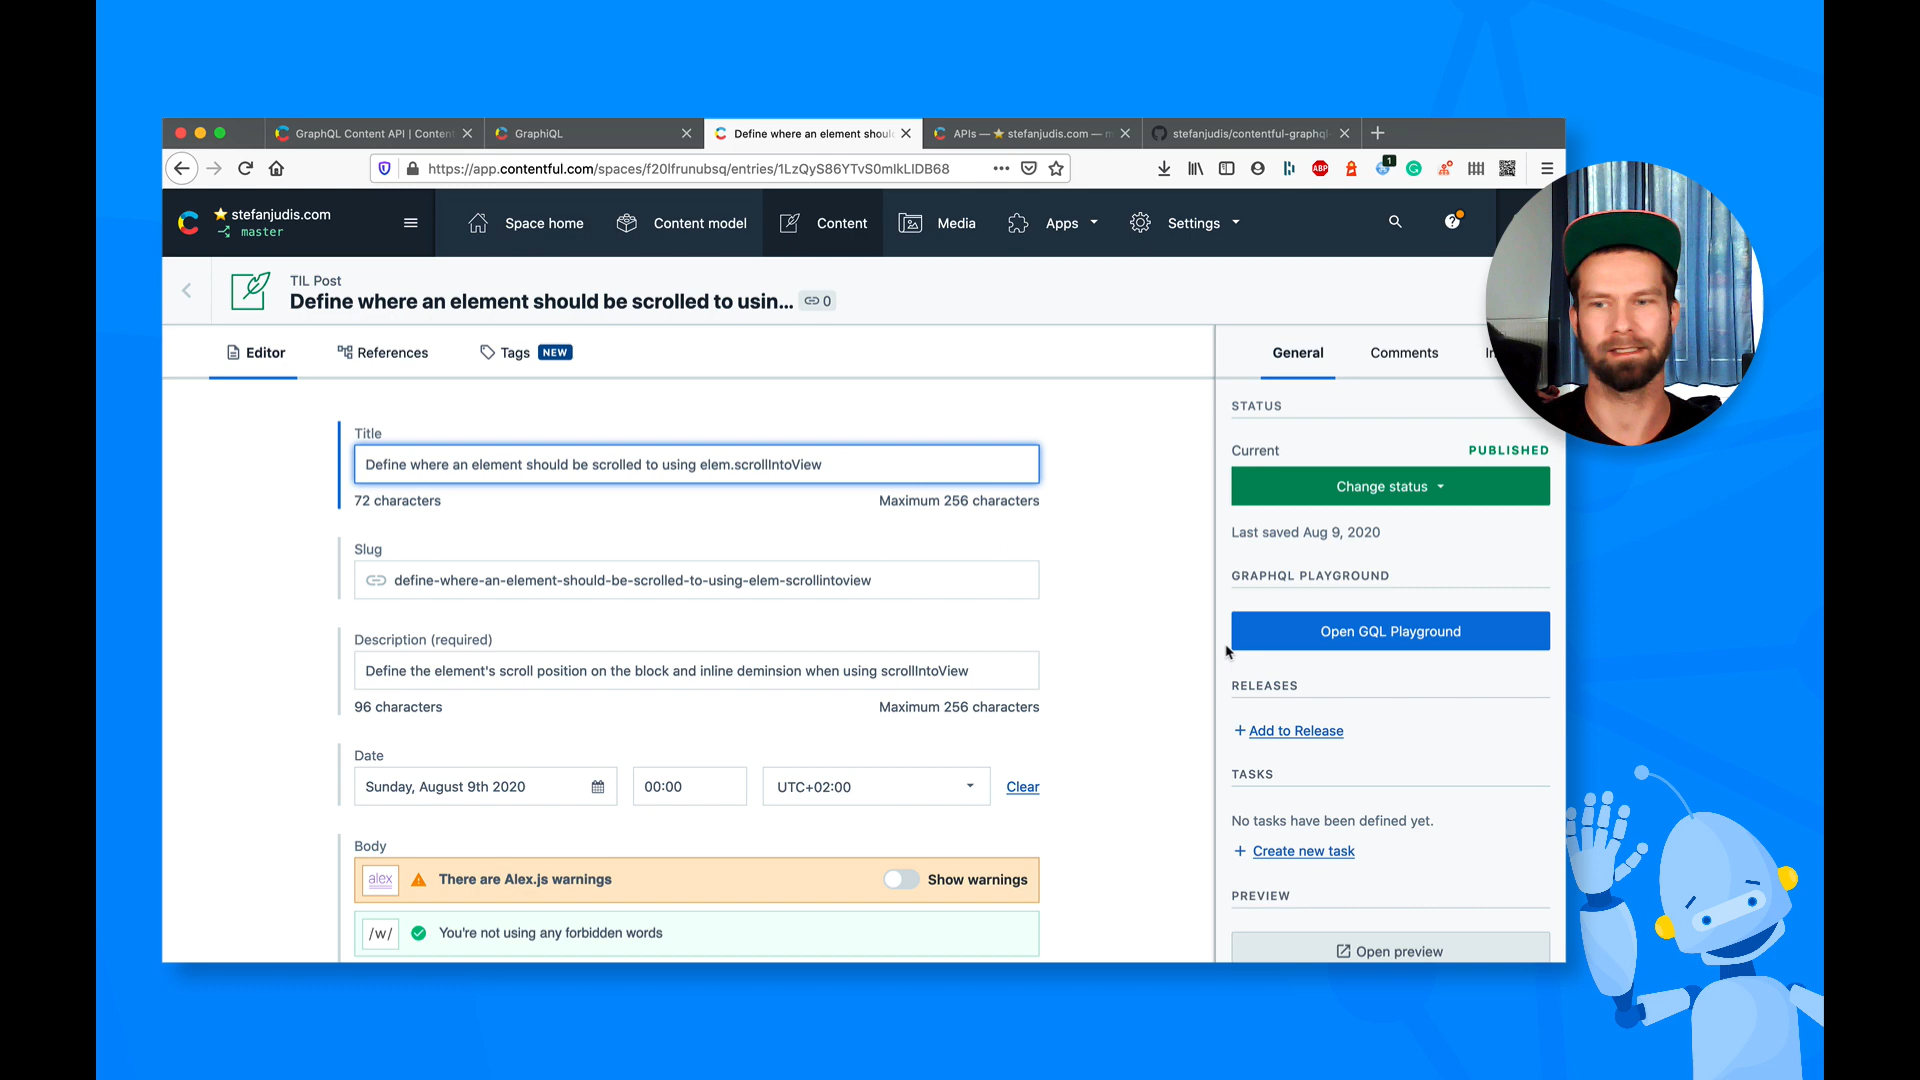 GraphQL Content API | Content
GraphiQL
Define where an element shoul
APIs — ⭐ stefanjudis.com — m
stefanjudis/contentful-graphql-
https://app.contentful.com/spaces/f20lfrunubsq/entries/1LzQyS86YTvS0mIkLIDB68
ABP
1
⭐ stefanjudis.com
master
Space home
Content model
Content
Media
Apps
Settings
?
TIL Post
Define where an element should be scrolled to usin...
0
Editor
References
Tags
NEW
General
Comments
Title
Define where an element should be scrolled to using elem.scrollIntoView
72 characters
Maximum 256 characters
Slug
define-where-an-element-should-be-scrolled-to-using-elem-scrollintoview
Description (required)
Define the element's scroll position on the block and inline deminsion when using scrollIntoView
96 characters
Maximum 256 characters
Date
Sunday, August 9th 2020
00:00
UTC+02:00
Clear
Body
alex
There are Alex.js warnings
Show warnings
/w/
You're not using any forbidden words
STATUS
Current
PUBLISHED
Change status
Last saved Aug 9, 2020
GRAPHQL PLAYGROUND
Open GQL Playground
RELEASES
+ Add to Release
TASKS
No tasks have been defined yet.
+ Create new task
PREVIEW
Open preview